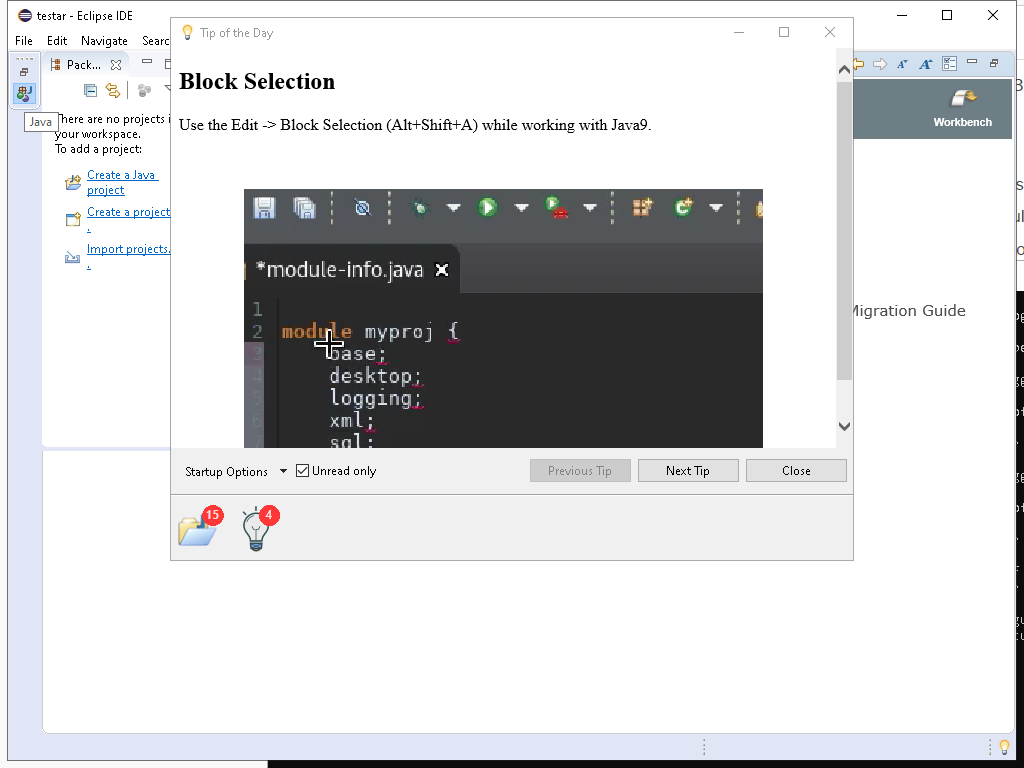 testar - Eclipse IDE
File Edit Navigate Searc
Tip of the Day
Pack...
Java
There are no projects i
your workspace.
To add a project:
Create a Java
project
Create a project
.
Import projects.
.
Block Selection
Use the Edit -> Block Selection (Alt+Shift+A) while working with Java9.
*module-info.java
1
2 module myproj {
3 base;
desktop;
logging;
xml;
7 sql;
Workbench
Migration Guide
Startup Options
Unread only
Previous Tip
Next Tip
Close
15
4